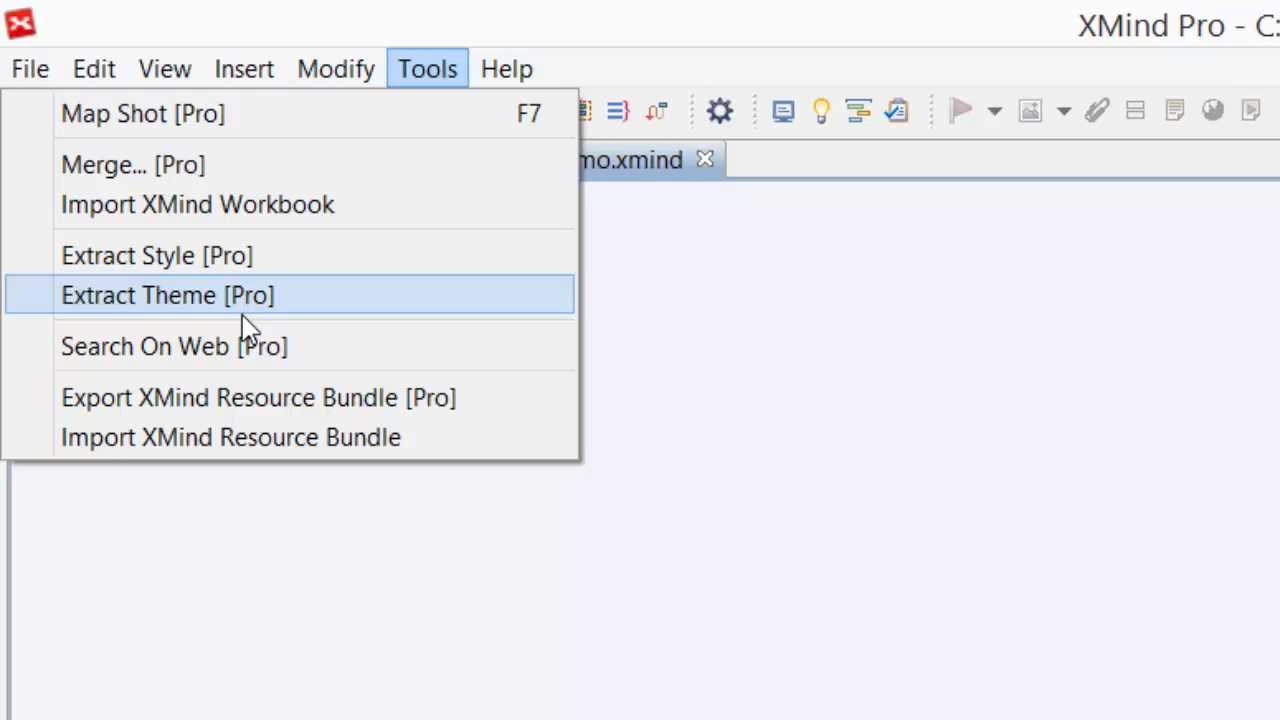 XMind Pro - C:
File Edit View Insert Modify Tools Help
Map Shot [Pro] F7
mo.xmind
Merge... [Pro]
Import XMind Workbook
Extract Style [Pro]
Extract Theme [Pro]
Search On Web [Pro]
Export XMind Resource Bundle [Pro]
Import XMind Resource Bundle